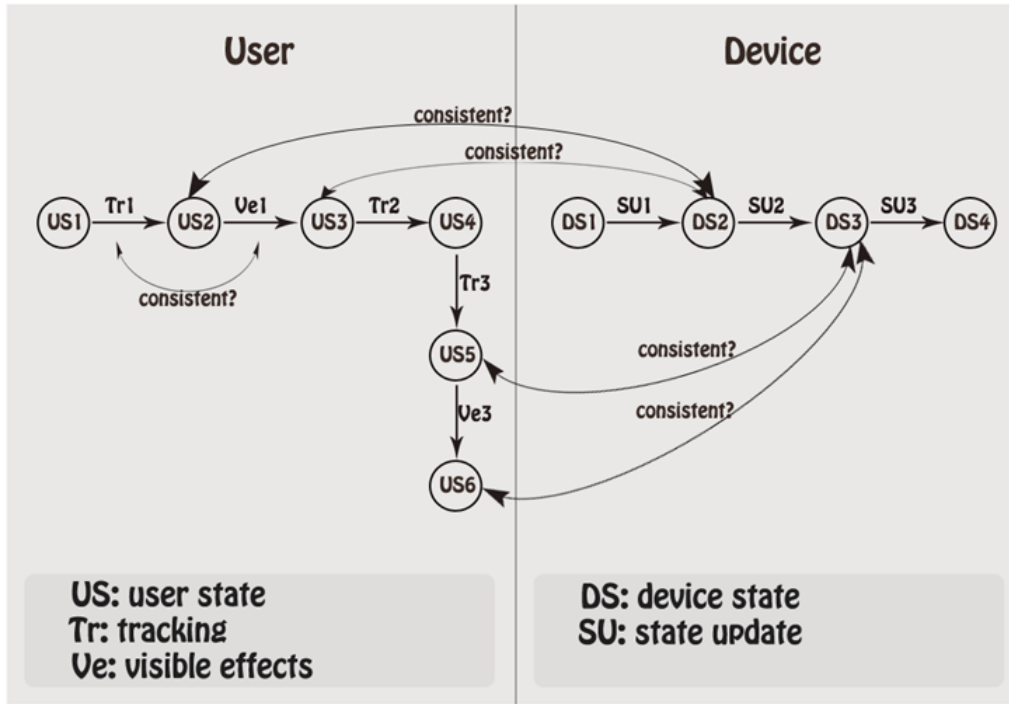 User
Device
consistent?
consistent?
US1 Tr1 US2 Ve1 US3 Tr2 US4
DS1 SU1 DS2 SU2 DS3 SU3 DS4
consistent?
Tr3
US5
consistent?
Ve3
consistent?
US6
US: user state
Tr: tracking
Ve: visible effects
DS: device state
SU: state update